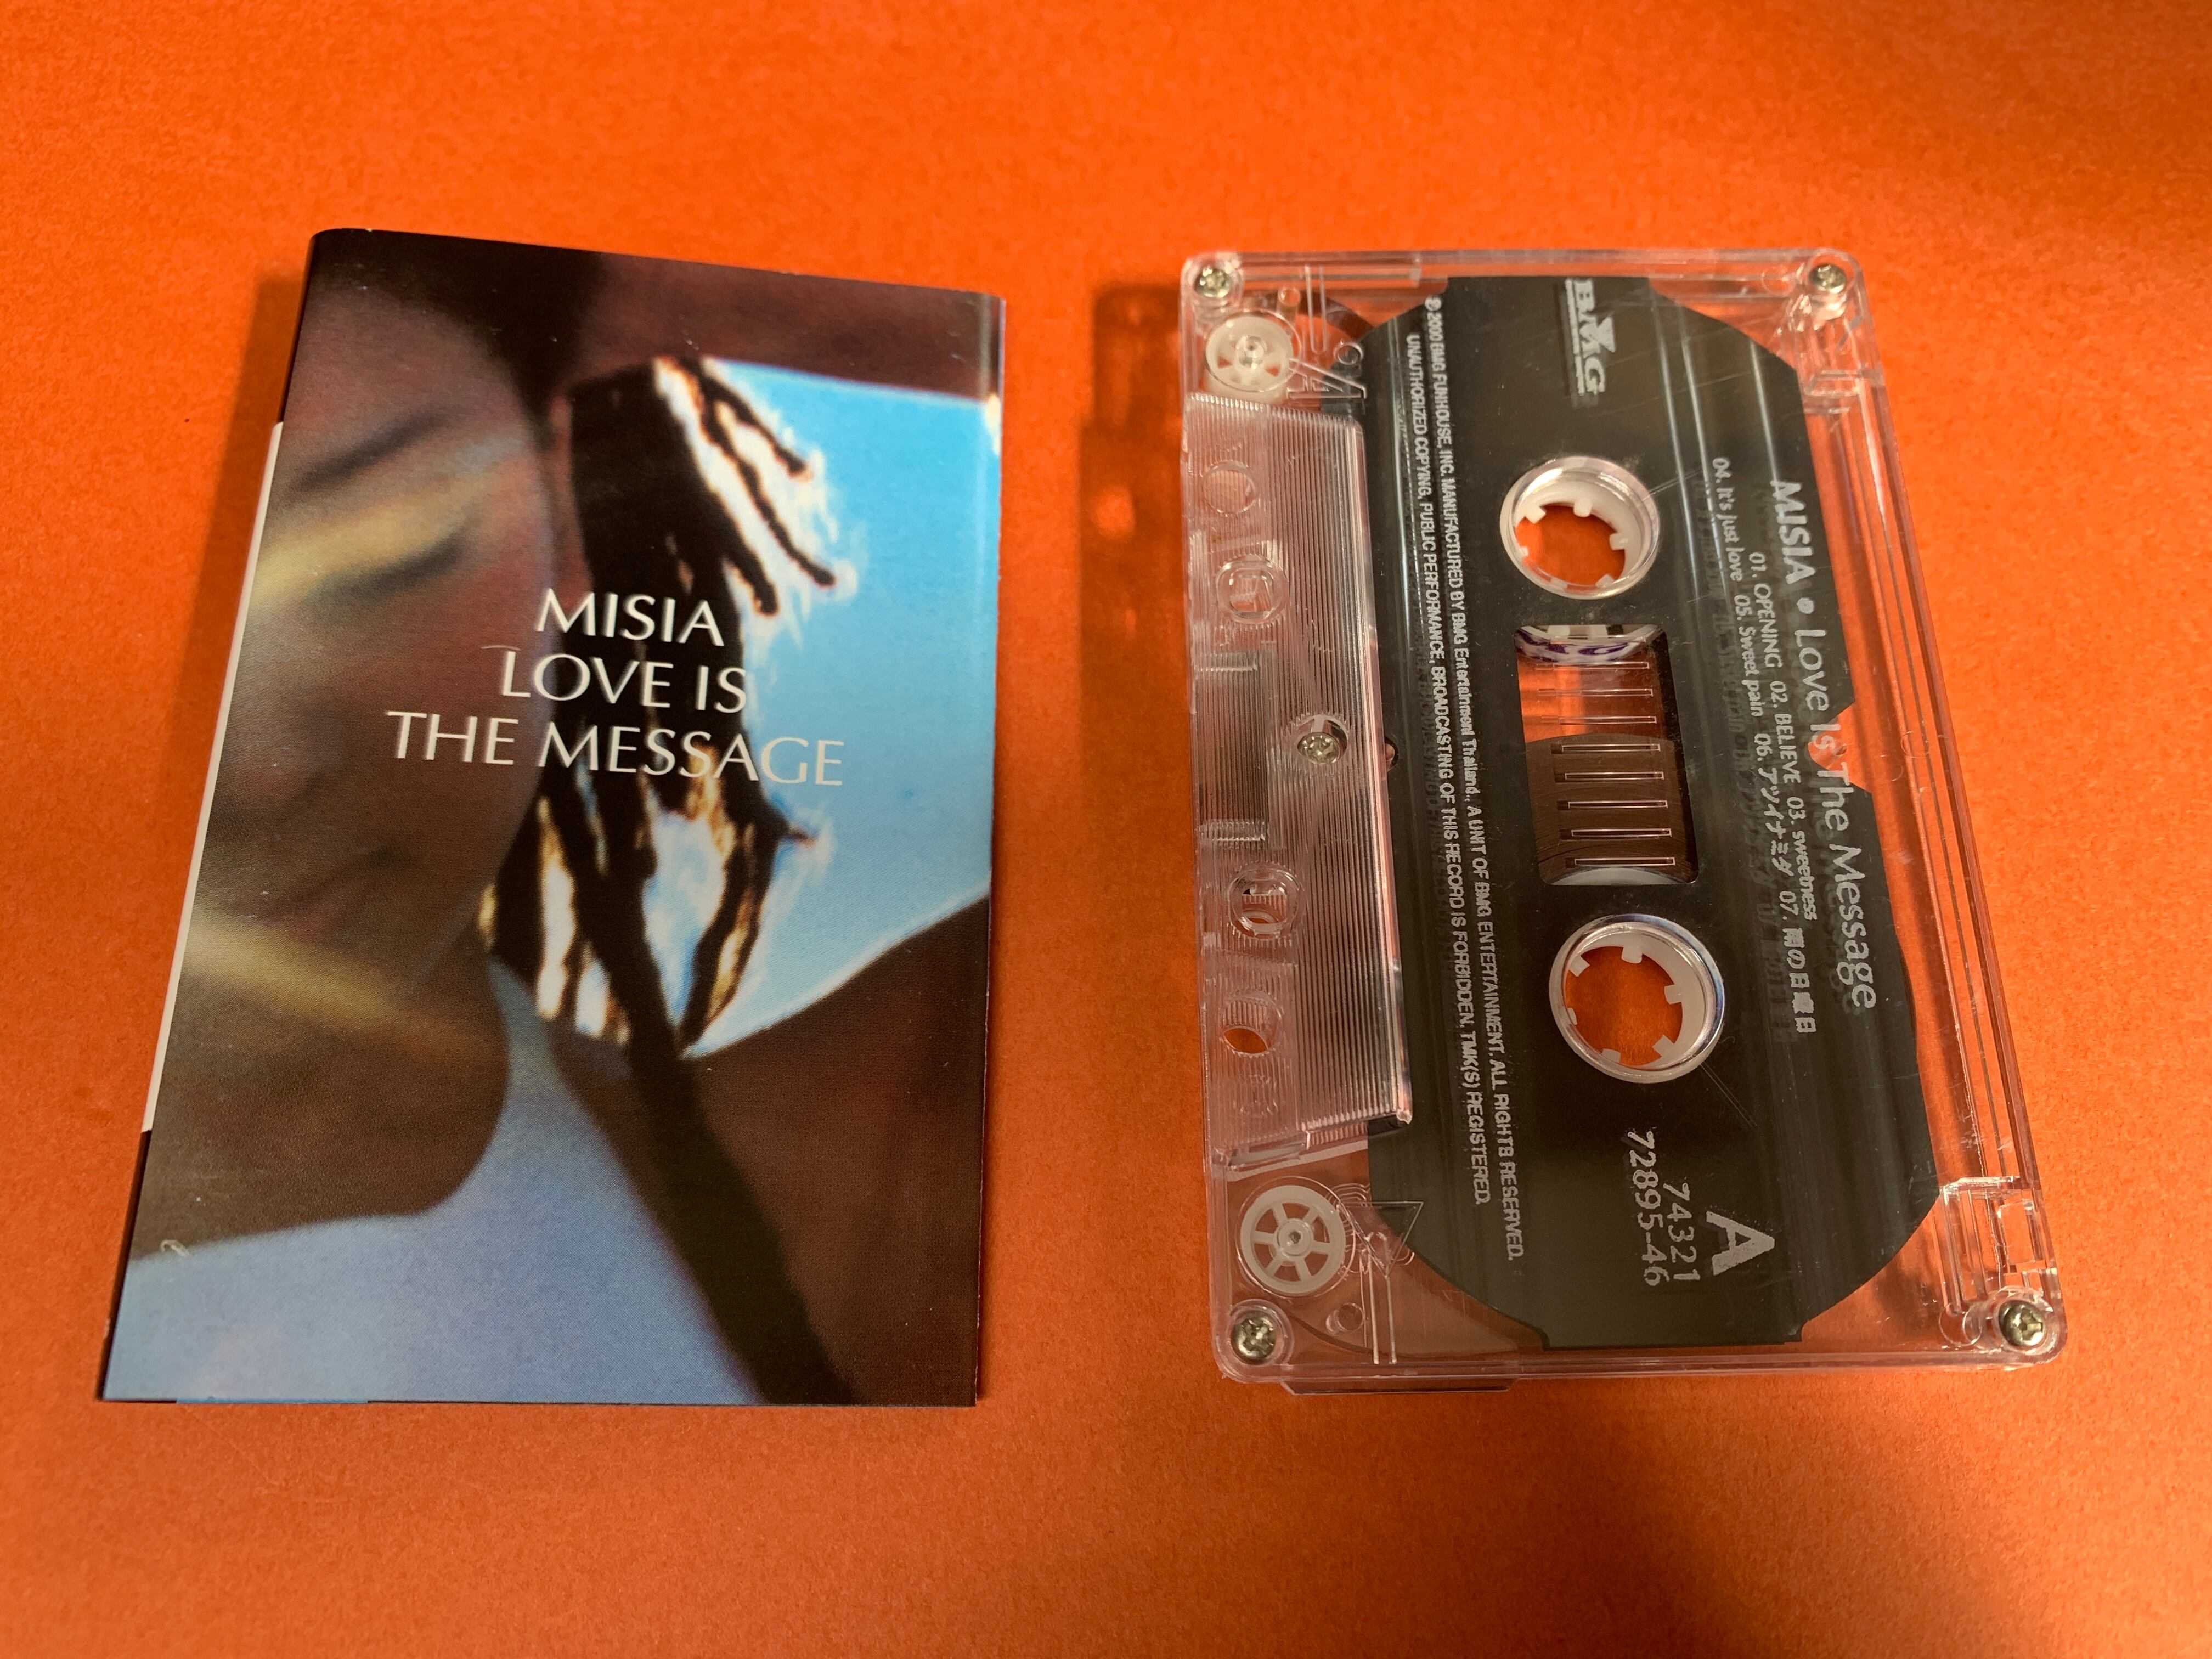 MISIA
LOVE IS
THE MESSAGE
BMG
MISIA • Love Is The Message
01. OPENING 02. BELIEVE 03. sweetness
04. It's just love 05. Sweet pain 06. アツイナミダ 07. 雨の日曜日
A
74321
72895-46
℗ 2000 BMG FUNHOUSE, INC. MANUFACTURED BY BMG Entertainment Thailand., A UNIT OF BMG ENTERTAINMENT. ALL RIGHTS RESERVED.
UNAUTHORIZED COPYING, PUBLIC PERFORMANCE, BROADCASTING OF THIS RECORD IS FORBIDDEN, TMK(S) REGISTERED.